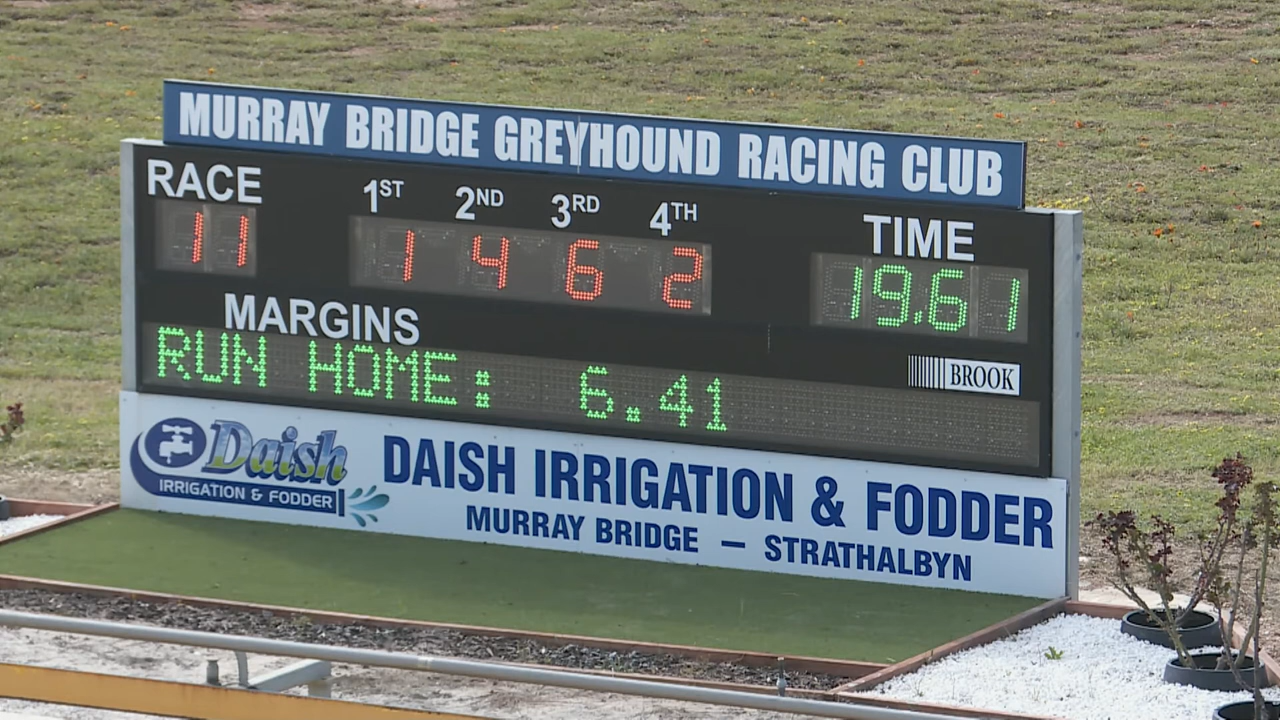 MURRAY BRIDGE GREYHOUND RACING CLUB
RACE 1ST 2ND 3RD 4TH TIME
11 1 4 6 2 19.61
MARGINS
RUN HOME: 6.41
BROOK
Daish
IRRIGATION & FODDER
DAISH IRRIGATION & FODDER
MURRAY BRIDGE – STRATHALBYN